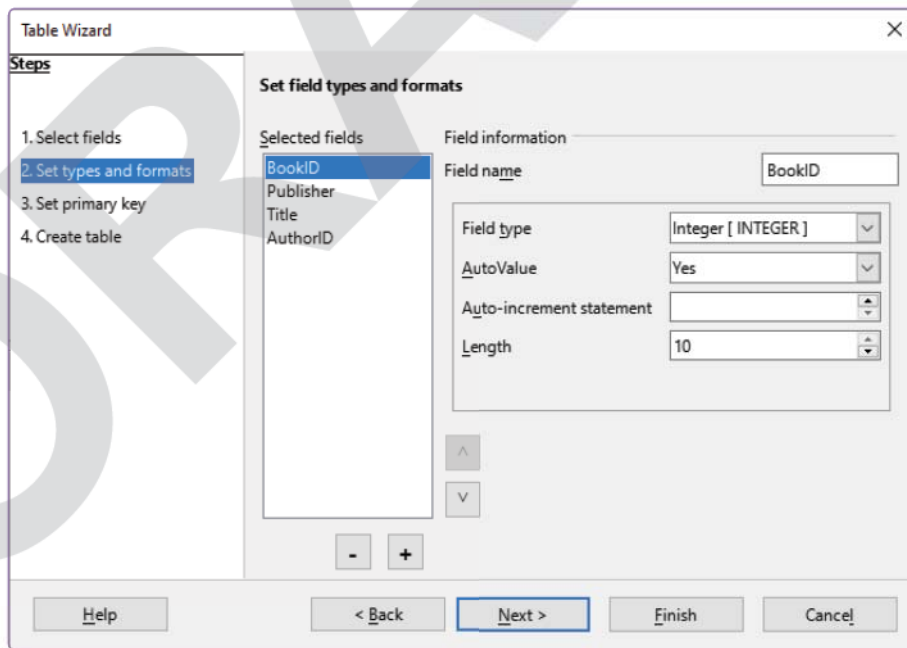 Table Wizard
Steps
1. Select fields
2. Set types and formats
3. Set primary key
4. Create table
Set field types and formats
Selected fields
BookID
Publisher
Title
AuthorID
- +
Field information
Field name BookID
Field type Integer [ INTEGER ]
AutoValue Yes
Auto-increment statement
Length 10
Help < Back Next > Finish Cancel